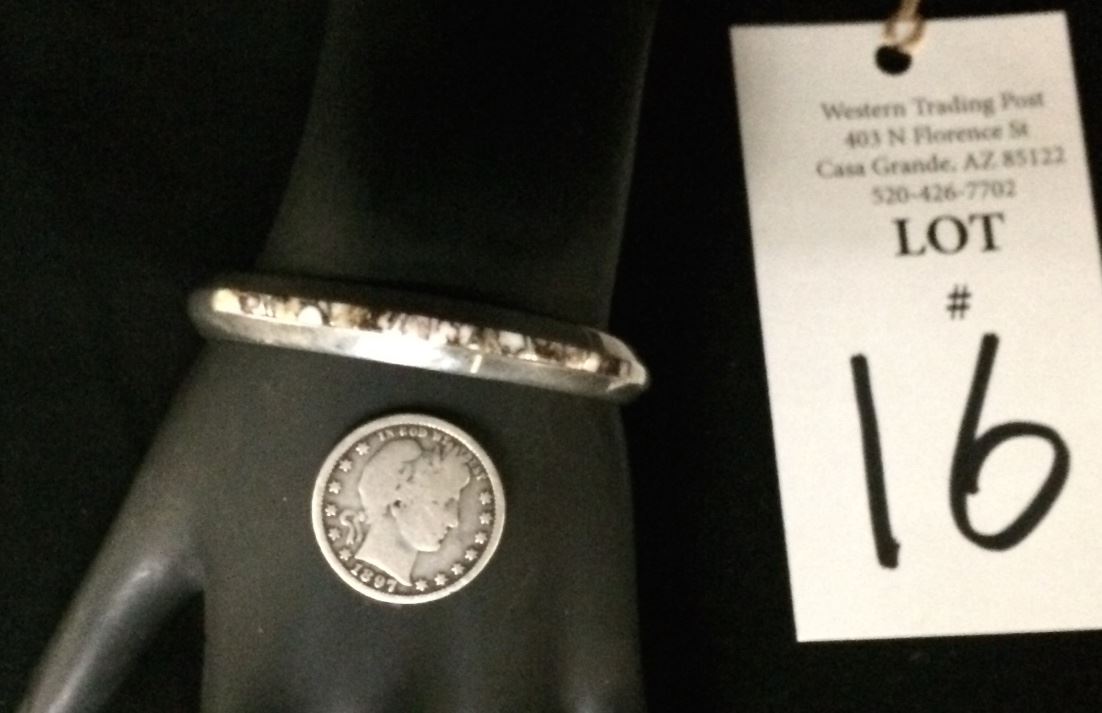 Western Trading Post
403 N Florence St
Casa Grande, AZ 85122
520-426-7702
LOT
#
16
IN GOD WE TRUST
1897